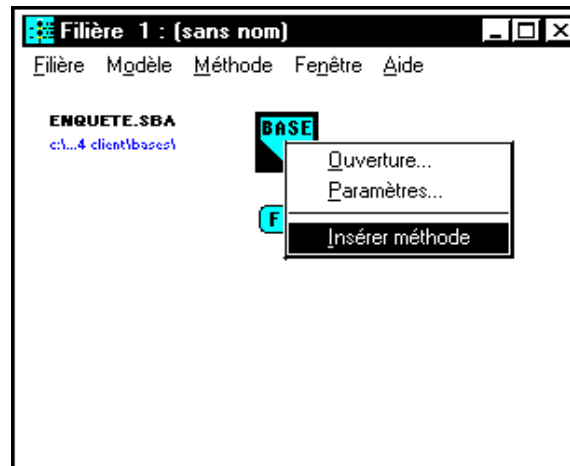 Filière 1 : (sans nom)
Filière Modèle Méthode Fenêtre Aide
ENQUETE.SBA
c:\...4 client\bases\
BASE
Ouverture...
Paramètres...
F
Insérer méthode